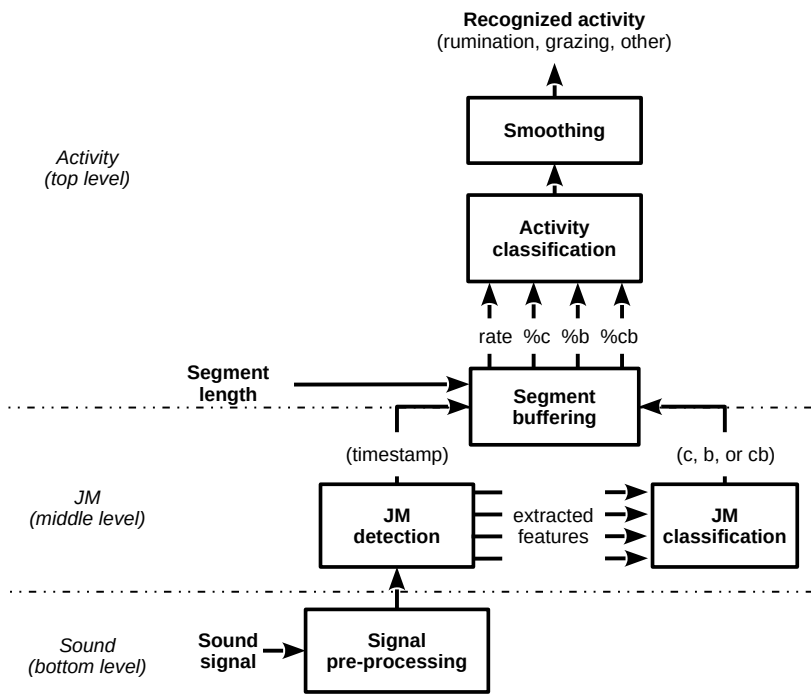 Recognized activity
(rumination, grazing, other)
Smoothing
Activity
(top level)
Activity
classification
rate %c %b %cb
Segment
length
Segment
buffering
(timestamp)
(c, b, or cb)
JM
(middle level)
JM
detection
extracted
features
JM
classification
Sound
(bottom level)
Sound
signal
Signal
pre-processing